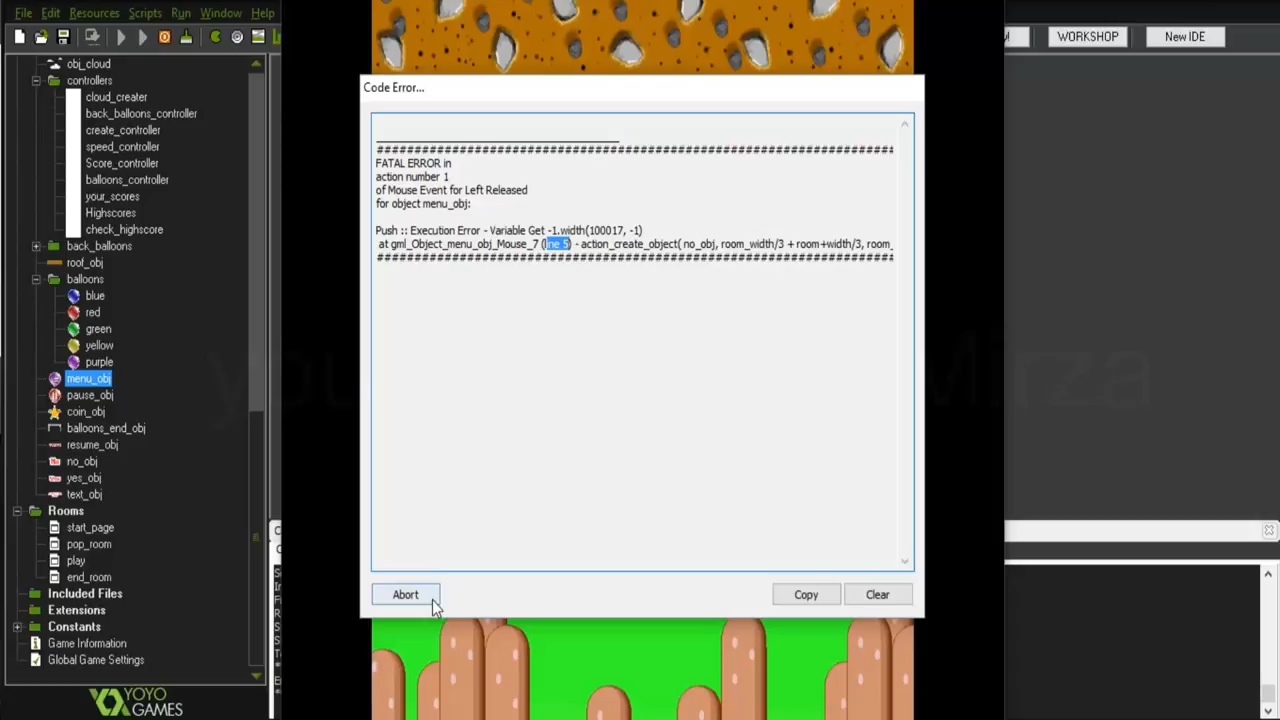 File Edit Resources Scripts Run Window Help
WORKSHOP
New IDE
obj_cloud
controllers
cloud_creater
back_balloons_controller
create_controller
speed_controller
Score_controller
balloons_controller
your_scores
Highscores
check_highscore
back_balloons
roof_obj
balloons
blue
red
green
yellow
purple
menu_obj
pause_obj
coin_obj
balloons_end_obj
resume_obj
no_obj
yes_obj
text_obj
Rooms
start_page
pop_room
play
end_room
Included Files
Extensions
Constants
Game Information
Global Game Settings
YOYO
GAMES
Code Error...
FATAL ERROR in
action number 1
of Mouse Event for Left Released
for object menu_obj:
Push :: Execution Error - Variable Get -1.width(100017, -1)
at gml_Object_menu_obj_Mouse_7 (line 5) - action_create_object( no_obj, room_width/3 + room+width/3, room_
Abort
Copy
Clear
Mirza